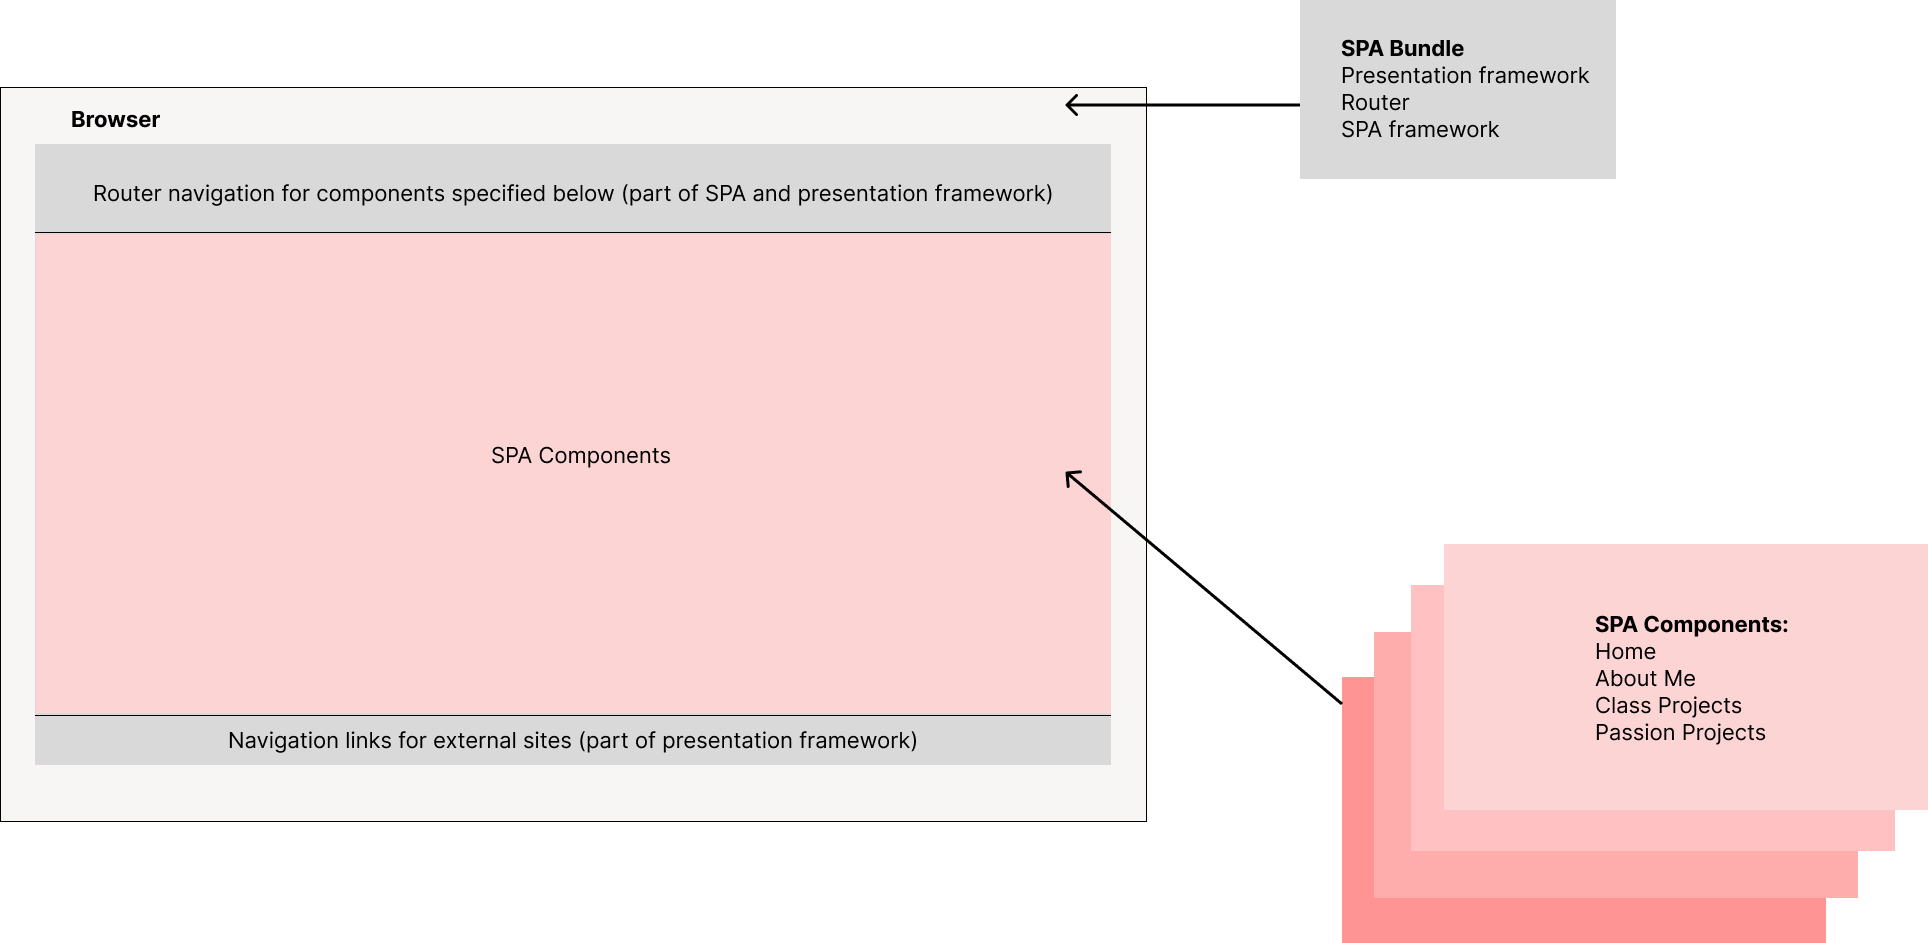 SPA Bundle
Presentation framework
Router
SPA framework
Browser
Router navigation for components specified below (part of SPA and presentation framework)
SPA Components
Navigation links for external sites (part of presentation framework)
SPA Components:
Home
About Me
Class Projects
Passion Projects